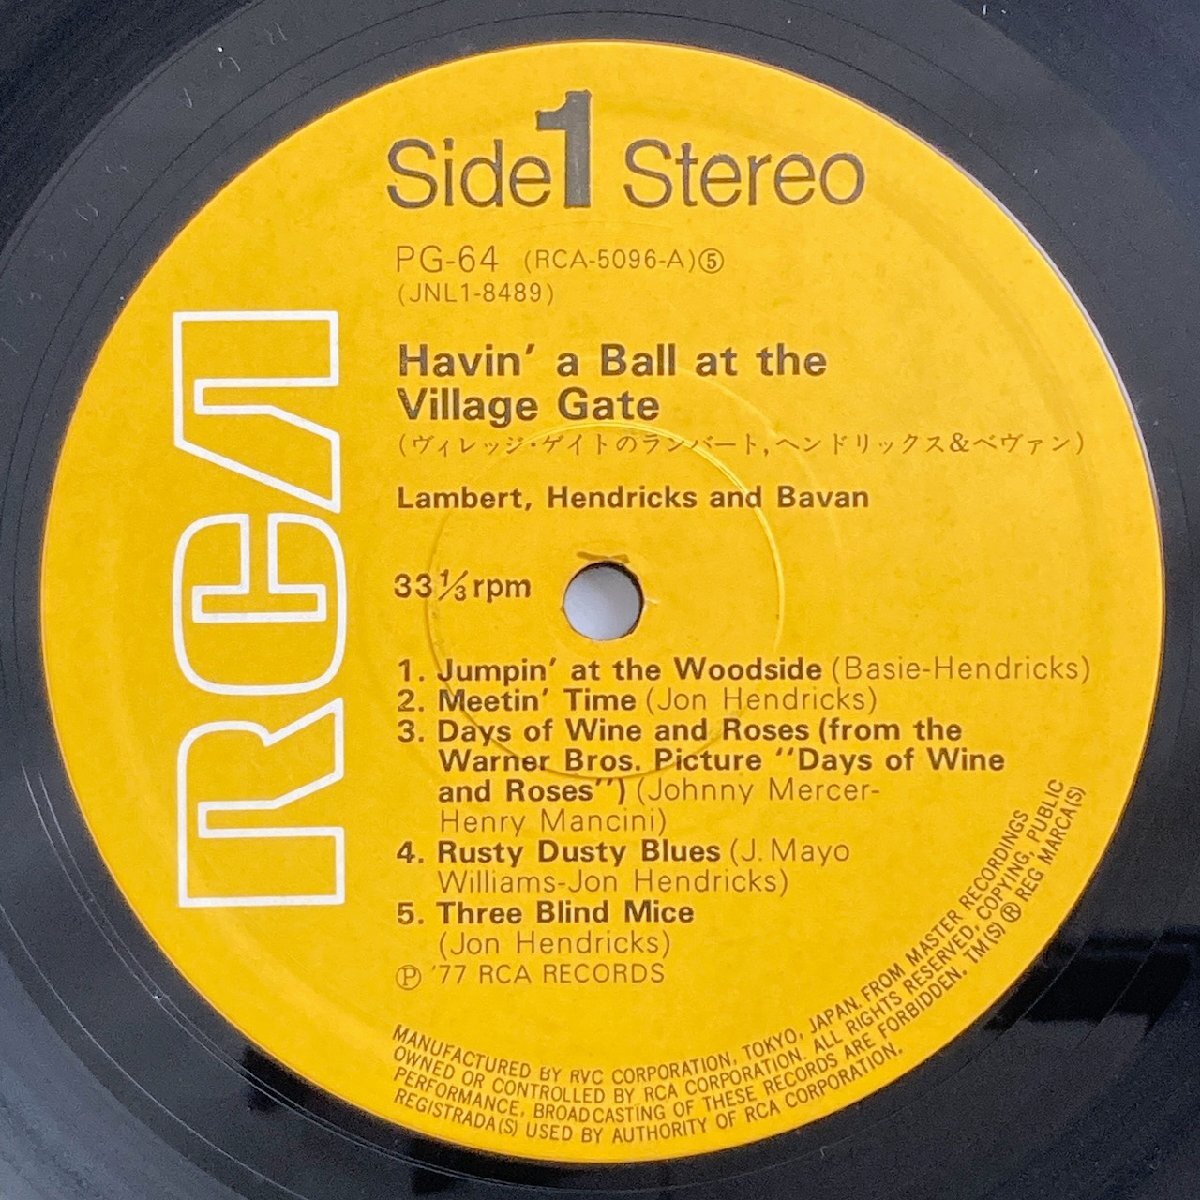 Side 1 Stereo
PG-64 (RCA-5096-A)⑤
(JNL1-8489)
Havin' a Ball at the
Village Gate
(ヴィレッジ・ゲイトのランバート,ヘンドリックス&ベヴァン)
Lambert, Hendricks and Bavan
33⅓rpm
RCA
1. Jumpin' at the Woodside (Basie-Hendricks)
2. Meetin' Time (Jon Hendricks)
3. Days of Wine and Roses (from the
Warner Bros. Picture "Days of Wine
and Roses") (Johnny Mercer-
Henry Mancini)
4. Rusty Dusty Blues (J. Mayo
Williams-Jon Hendricks)
5. Three Blind Mice
(Jon Hendricks)
Ⓟ '77 RCA RECORDS
MANUFACTURED BY RVC CORPORATION, TOKYO, JAPAN. FROM MASTER RECORDINGS
OWNED OR CONTROLLED BY RCA CORPORATION. ALL RIGHTS RESERVED, COPYING, PUBLIC
PERFORMANCE, BROADCASTING OF THESE RECORDS ARE FORBIDDEN. TM(S) ® REG MARCA(S)
REGISTRADA(S) USED BY AUTHORITY OF RCA CORPORATION.